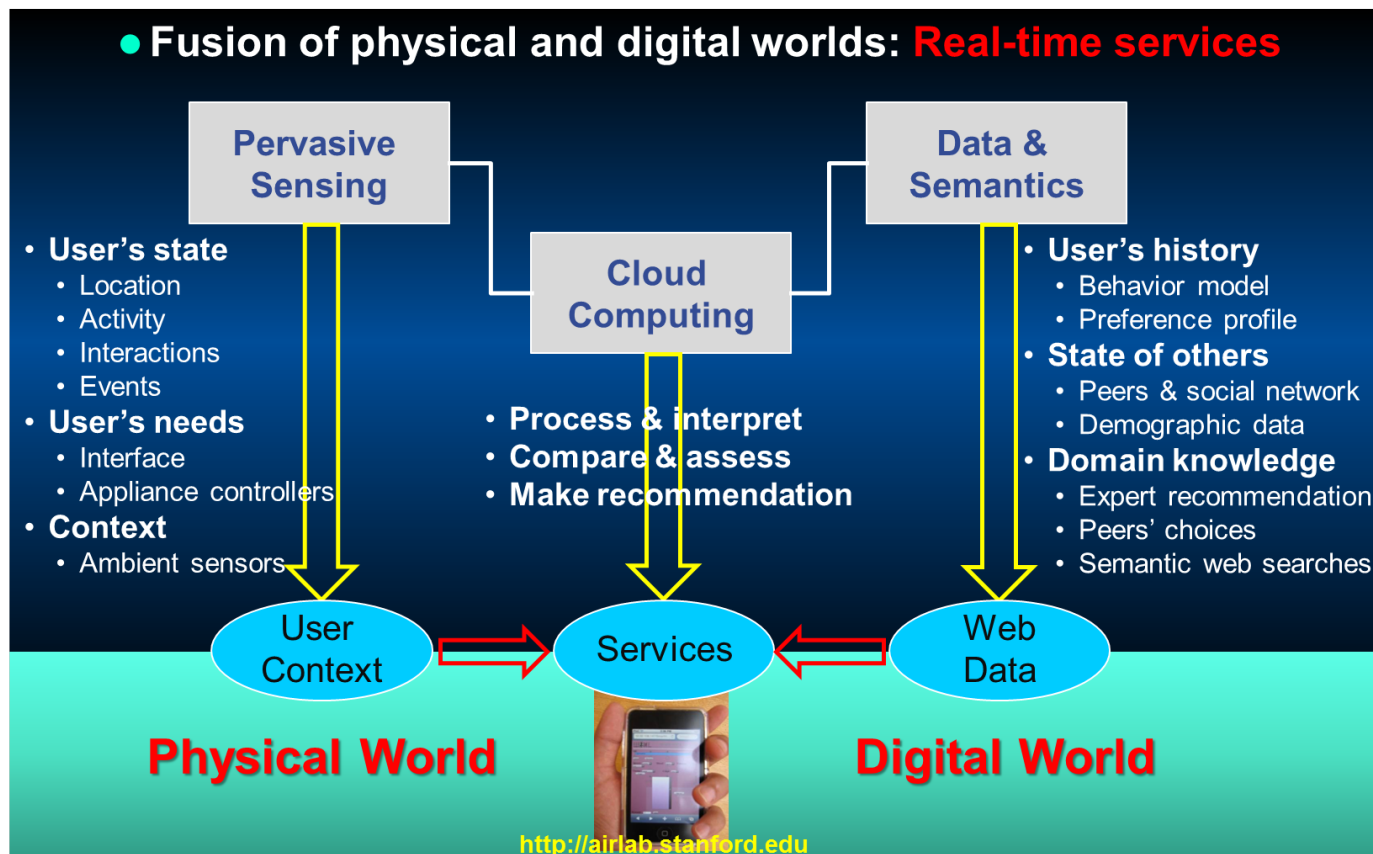 ● Fusion of physical and digital worlds: Real-time services
Pervasive
Sensing
Data &
Semantics
Cloud
Computing
• User’s state
• Location
• Activity
• Interactions
• Events
• User’s needs
• Interface
• Appliance controllers
• Context
• Ambient sensors
• Process & interpret
• Compare & assess
• Make recommendation
• User’s history
• Behavior model
• Preference profile
• State of others
• Peers & social network
• Demographic data
• Domain knowledge
• Expert recommendation
• Peers’ choices
• Semantic web searches
User
Context
Services
Web
Data
Physical World
Digital World
http://airlab.stanford.edu